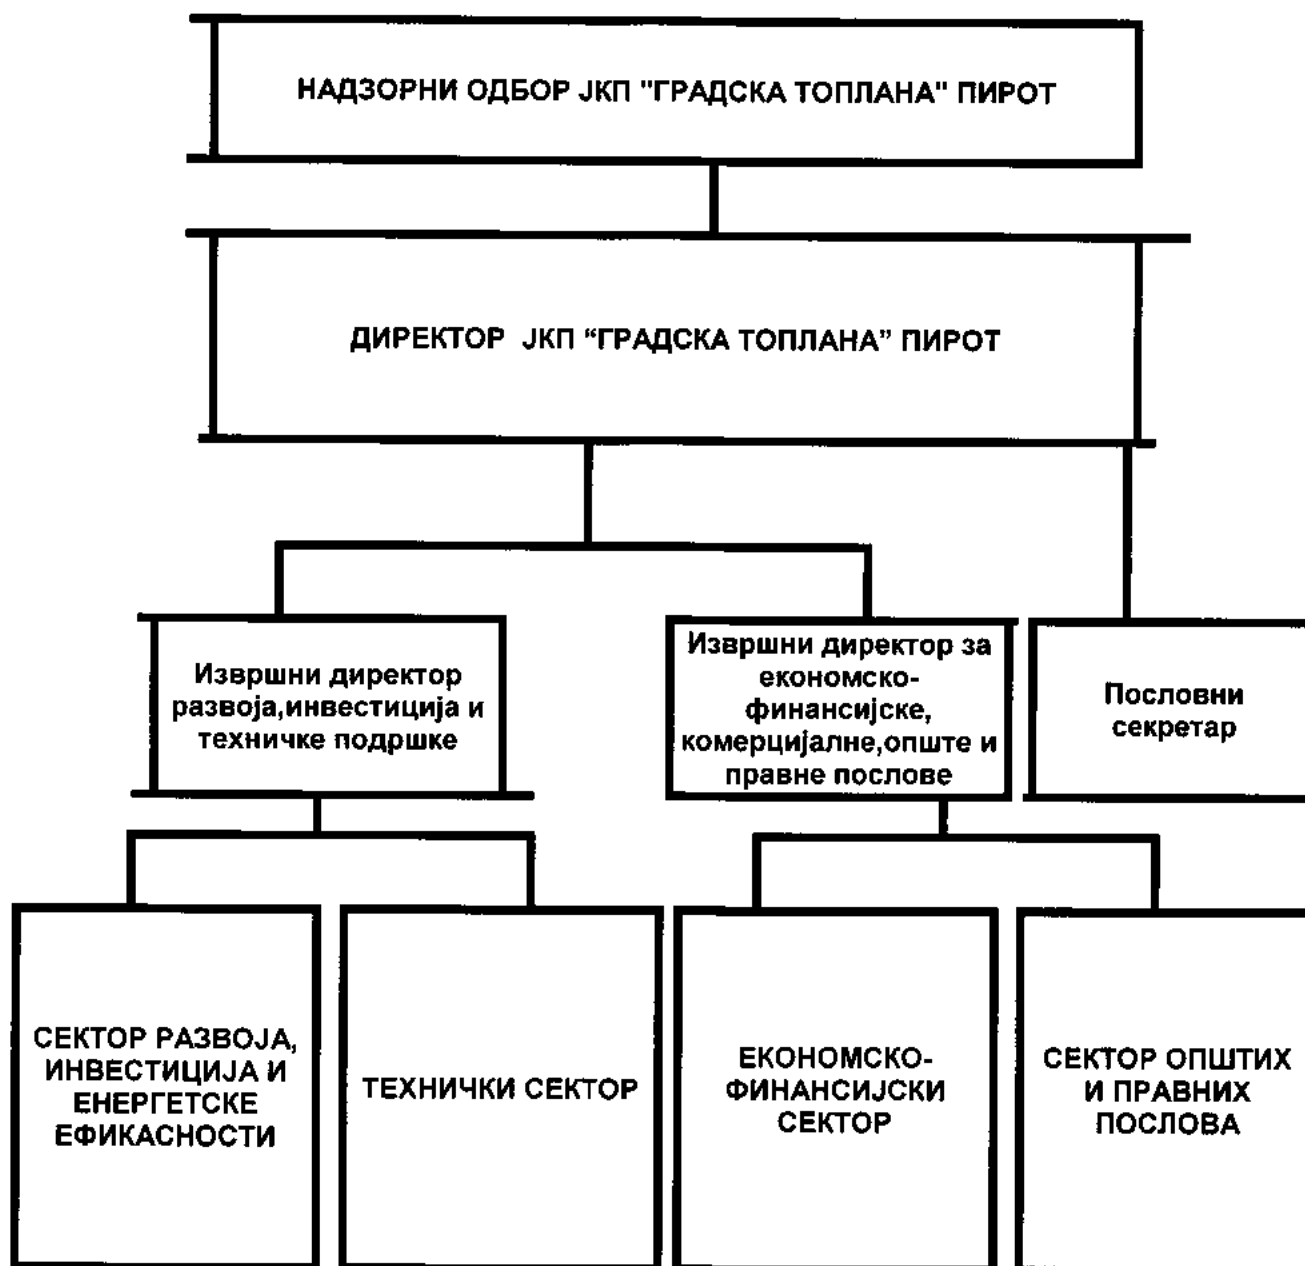 НАДЗОРНИ ОДБОР ЈКП "ГРАДСКА ТОПЛАНА" ПИРОТ
ДИРЕКТОР ЈКП “ГРАДСКА ТОПЛАНА” ПИРОТ
Извршни директор
развоја,инвестиција и
техничке подршке
Извршни директор за
економско-
финансијске,
комерцијалне,опште и
правне послове
Пословни
секретар
СЕКТОР РАЗВОЈА,
ИНВЕСТИЦИЈА И
ЕНЕРГЕТСКЕ
ЕФИКАСНОСТИ
ТЕХНИЧКИ СЕКТОР
ЕКОНОМСКО-
ФИНАНСИЈСКИ
СЕКТОР
СЕКТОР ОПШТИХ
И ПРАВНИХ
ПОСЛОВА